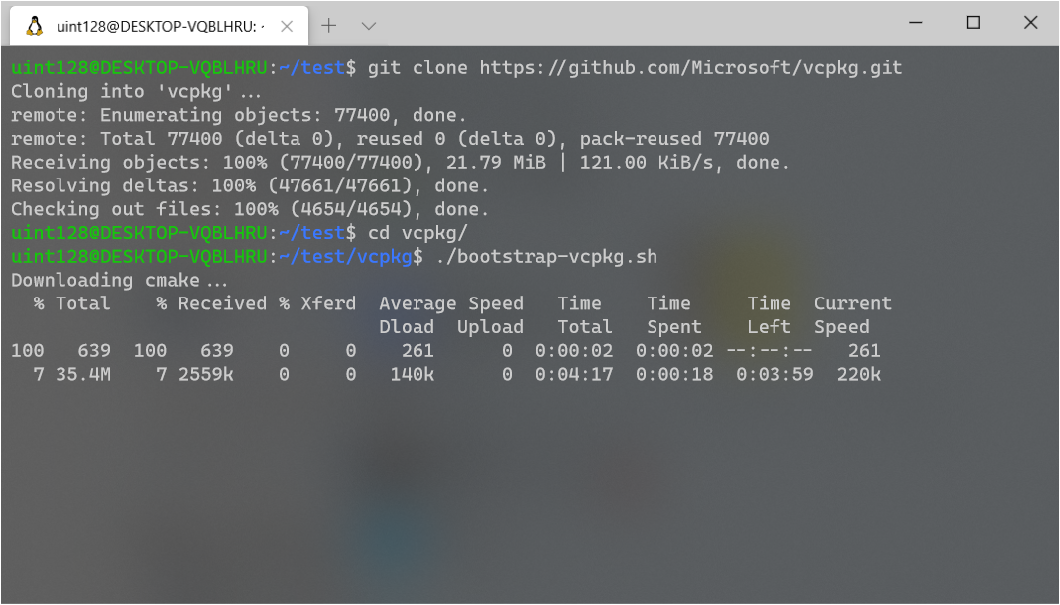 uint128@DESKTOP-VQBLHRU: ~
uint128@DESKTOP-VQBLHRU:~/test$ git clone https://github.com/Microsoft/vcpkg.git
Cloning into 'vcpkg'...
remote: Enumerating objects: 77400, done.
remote: Total 77400 (delta 0), reused 0 (delta 0), pack-reused 77400
Receiving objects: 100% (77400/77400), 21.79 MiB | 121.00 KiB/s, done.
Resolving deltas: 100% (47661/47661), done.
Checking out files: 100% (4654/4654), done.
uint128@DESKTOP-VQBLHRU:~/test$ cd vcpkg/
uint128@DESKTOP-VQBLHRU:~/test/vcpkg$ ./bootstrap-vcpkg.sh
Downloading cmake...
  % Total    % Received % Xferd  Average Speed   Time    Time     Time  Current
                                 Dload  Upload   Total   Spent    Left  Speed
100   639  100   639    0     0    261      0  0:00:02  0:00:02 --:--:--   261
  7 35.4M    7 2559k    0     0   140k      0  0:04:17  0:00:18  0:03:59  220k